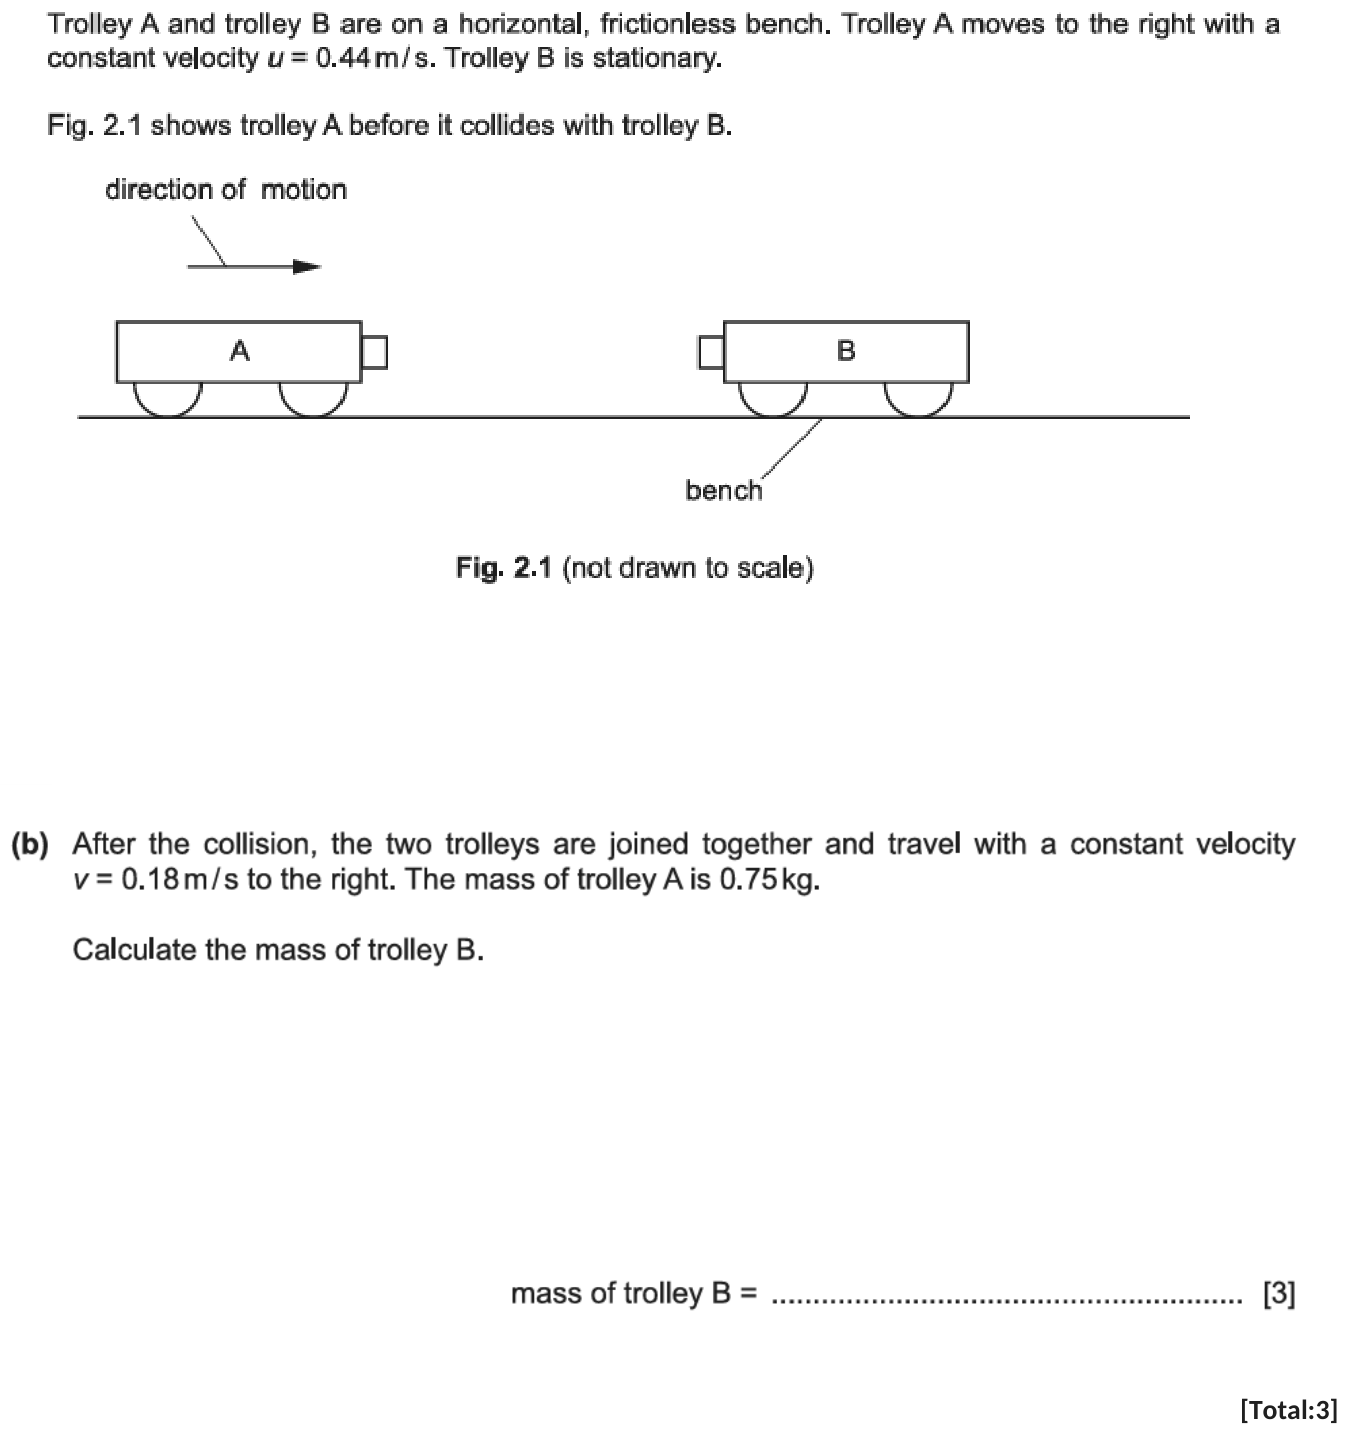 Trolley A and trolley B are on a horizontal, frictionless bench. Trolley A moves to the right with a
constant velocity u = 0.44 m/s. Trolley B is stationary.
Fig. 2.1 shows trolley A before it collides with trolley B.
direction of motion
A
B
bench
Fig. 2.1 (not drawn to scale)
(b) After the collision, the two trolleys are joined together and travel with a constant velocity
v = 0.18 m/s to the right. The mass of trolley A is 0.75 kg.
Calculate the mass of trolley B.
mass of trolley B = ......................................................... [3]
[Total:3]